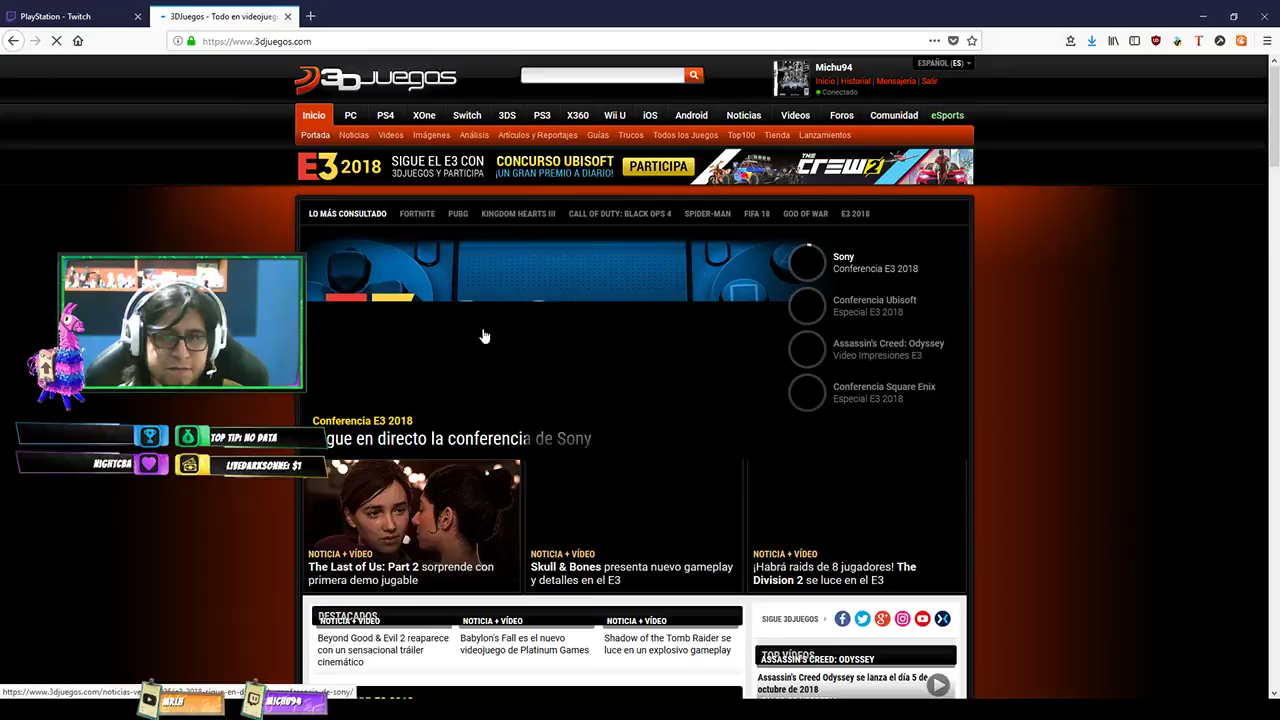 PlayStation - Twitch
3DJuegos - Todo en videojueg
https://www.3djuegos.com
3DJUEGOS
Michu94
Inicio | Historial | Mensajería | Salir
Conectado
ESPAÑOL (ES)
Inicio PC PS4 XOne Switch 3DS PS3 X360 Wii U iOS Android Noticias Videos Foros Comunidad eSports
Portada Noticias Videos Imágenes Análisis Artículos y Reportajes Guías Trucos Todos los Juegos Top100 Tienda Lanzamientos
E3 2018
SIGUE EL E3 CON
3DJUEGOS Y PARTICIPA
CONCURSO UBISOFT
¡UN GRAN PREMIO A DIARIO!
PARTICIPA
THE CREW 2
LO MÁS CONSULTADO FORTNITE PUBG KINGDOM HEARTS III CALL OF DUTY: BLACK OPS 4 SPIDER-MAN FIFA 18 GOD OF WAR E3 2018
Sony
Conferencia E3 2018
Conferencia Ubisoft
Especial E3 2018
Assassin's Creed: Odyssey
Video Impresiones E3
Conferencia Square Enix
Especial E3 2018
Conferencia E3 2018
gue en directo la conferencia de Sony
TOP TIP: NO DATA
NIGHTCBA
LIVEDARKSONNE: $1
NOTICIA + VÍDEO
The Last of Us: Part 2 sorprende con
primera demo jugable
NOTICIA + VÍDEO
Skull & Bones presenta nuevo gameplay
y detalles en el E3
NOTICIA + VÍDEO
¡Habrá raids de 8 jugadores! The
Division 2 se luce en el E3
DESTACADOS
NOTICIA + VÍDEO
Beyond Good & Evil 2 reaparece
con un sensacional tráiler
cinemático
NOTICIA + VÍDEO
Babylon's Fall es el nuevo
videojuego de Platinum Games
NOTICIA + VÍDEO
Shadow of the Tomb Raider se
luce en un explosivo gameplay
SIGUE 3DJUEGOS
TOP VÍDEOS
ASSASSIN'S CREED: ODYSSEY
Assassin's Creed Odyssey se lanza el día 5 de
octubre de 2018
MICHU94